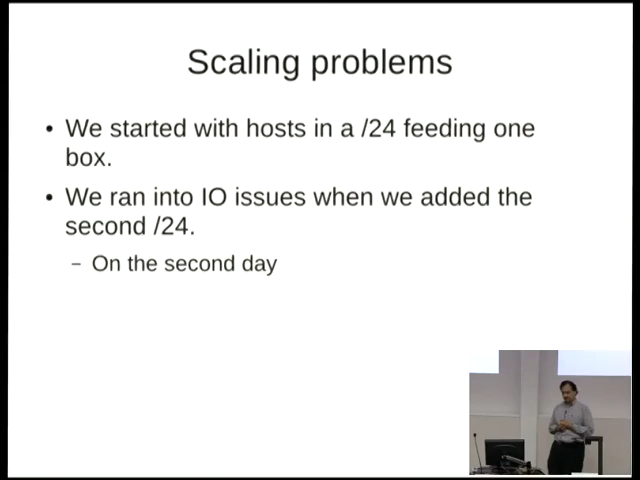 Scaling problems
• We started with hosts in a /24 feeding one
box.
• We ran into IO issues when we added the
second /24.
– On the second day